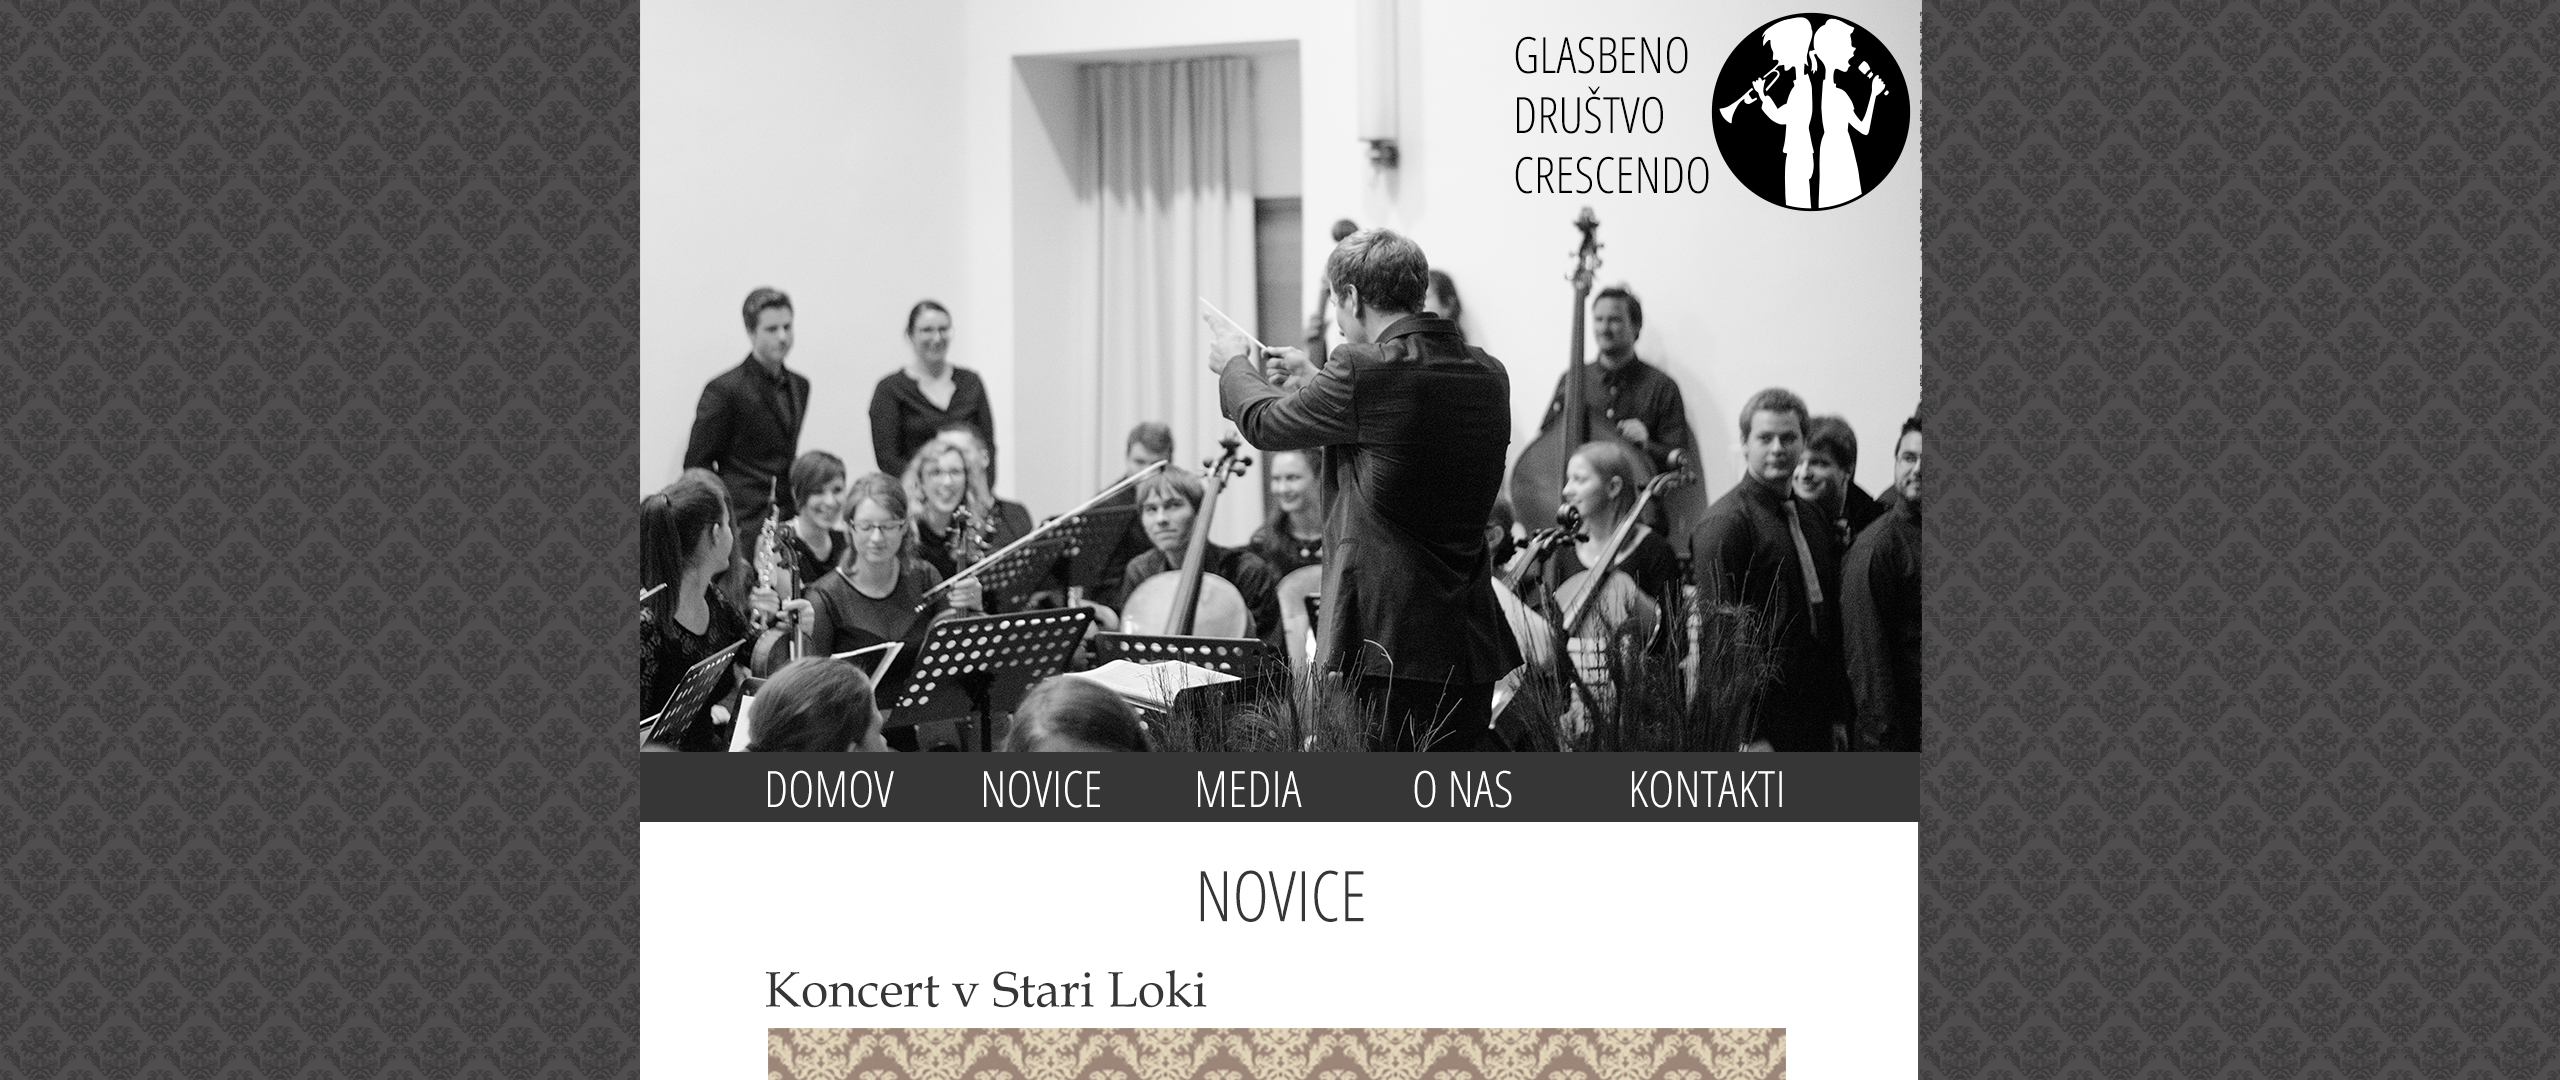 GLASBENO
DRUŠTVO
CRESCENDO
DOMOV NOVICE MEDIA O NAS KONTAKTI
NOVICE
Koncert v Stari Loki